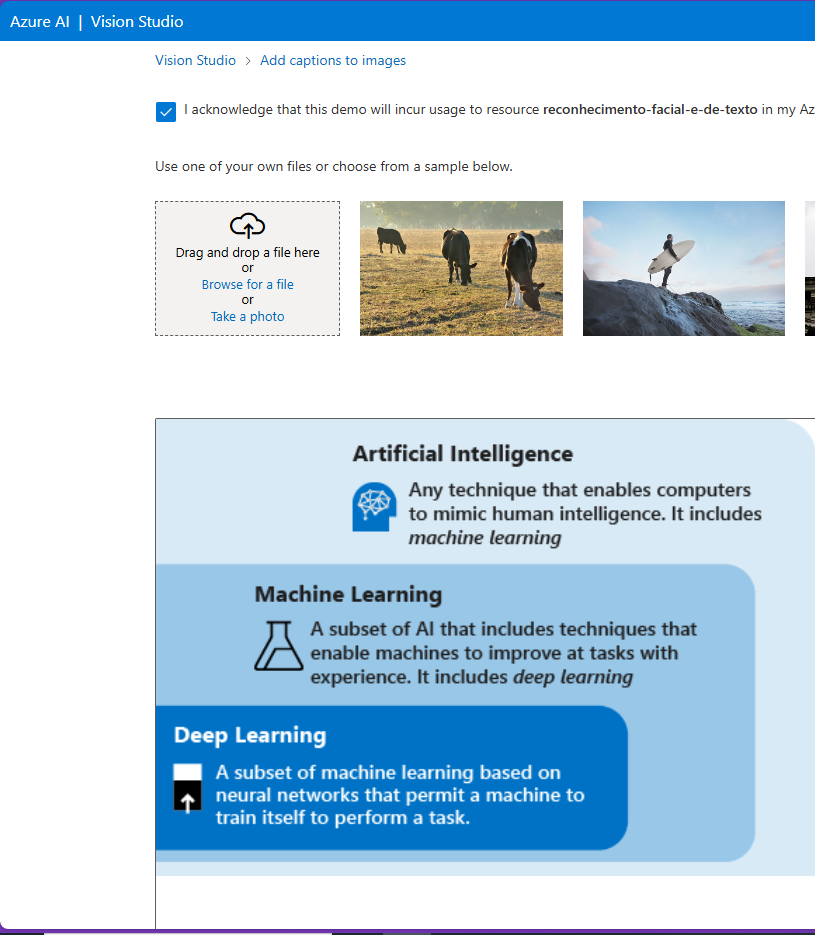 Azure AI | Vision Studio
Vision Studio > Add captions to images
I acknowledge that this demo will incur usage to resource reconhecimento-facial-e-de-texto in my Az
Use one of your own files or choose from a sample below.
Drag and drop a file here
or
Browse for a file
or
Take a photo
Artificial Intelligence
Any technique that enables computers
to mimic human intelligence. It includes
machine learning
Machine Learning
A subset of AI that includes techniques that
enable machines to improve at tasks with
experience. It includes deep learning
Deep Learning
A subset of machine learning based on
neural networks that permit a machine to
train itself to perform a task.